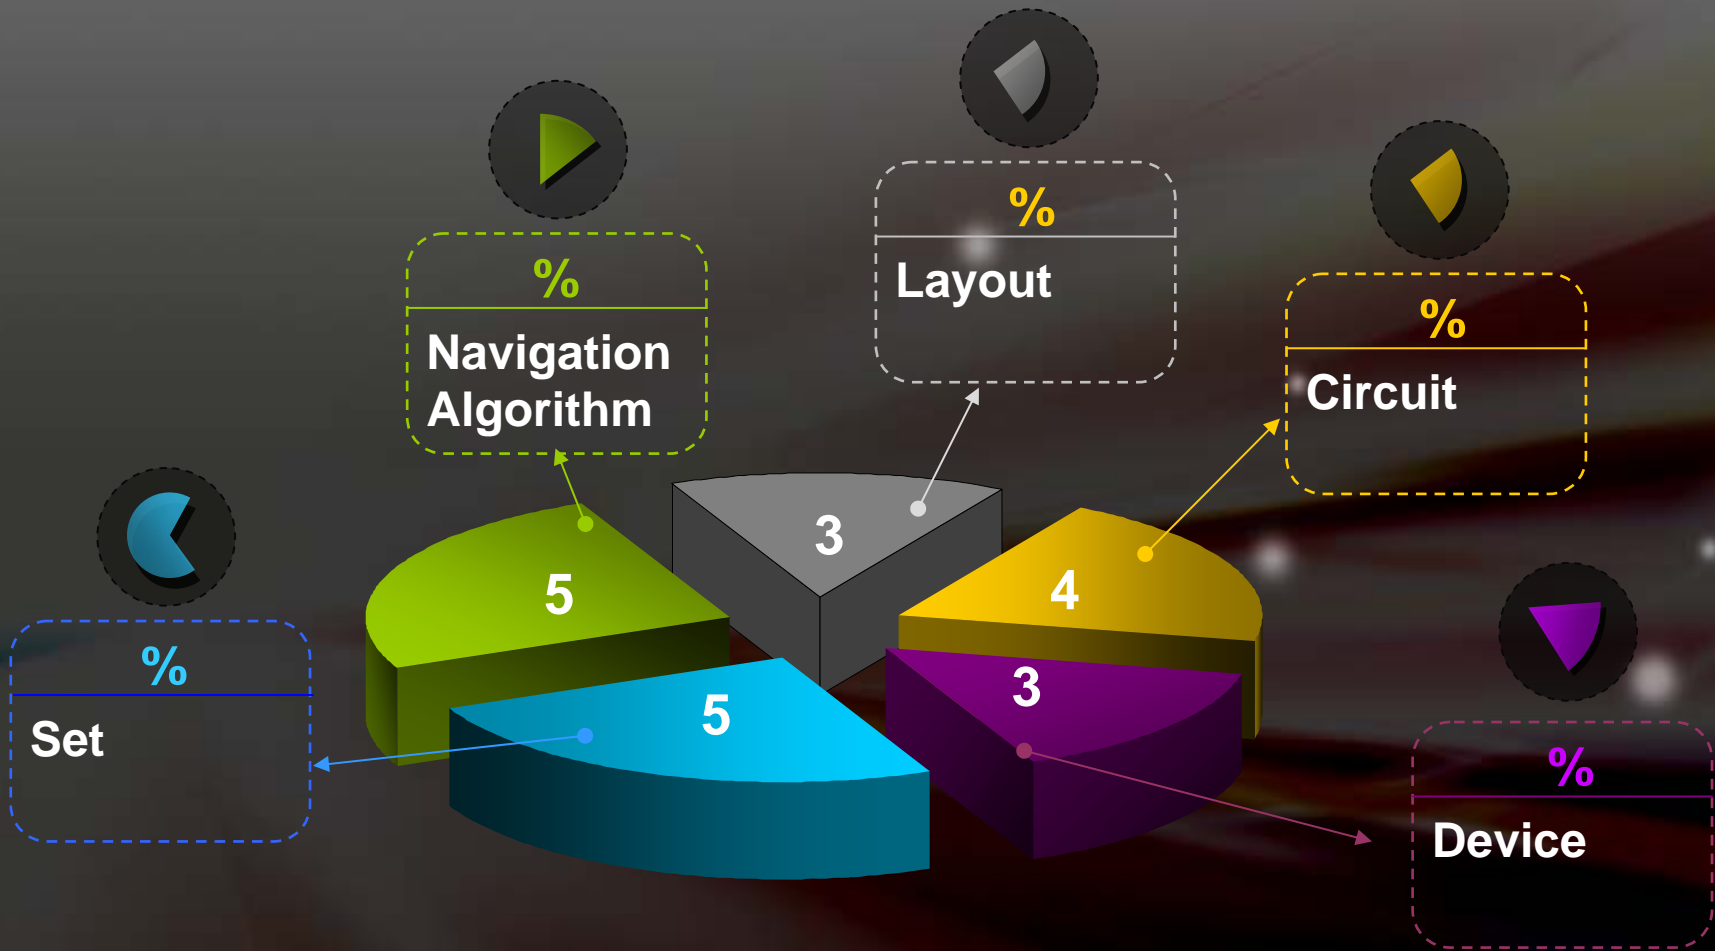 %
Layout
%
Navigation
Algorithm
%
Circuit
3
5
4
%
Set
5
3
%
Device